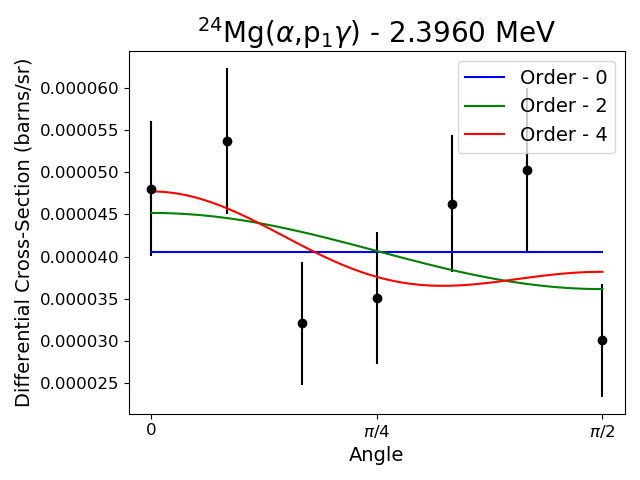 ²⁴Mg(α,p₁γ) - 2.3960 MeV
Differential Cross-Section (barns/sr)
0.000060
0.000055
0.000050
0.000045
0.000040
0.000035
0.000030
0.000025
Order - 0
Order - 2
Order - 4
0
π/4
π/2
Angle